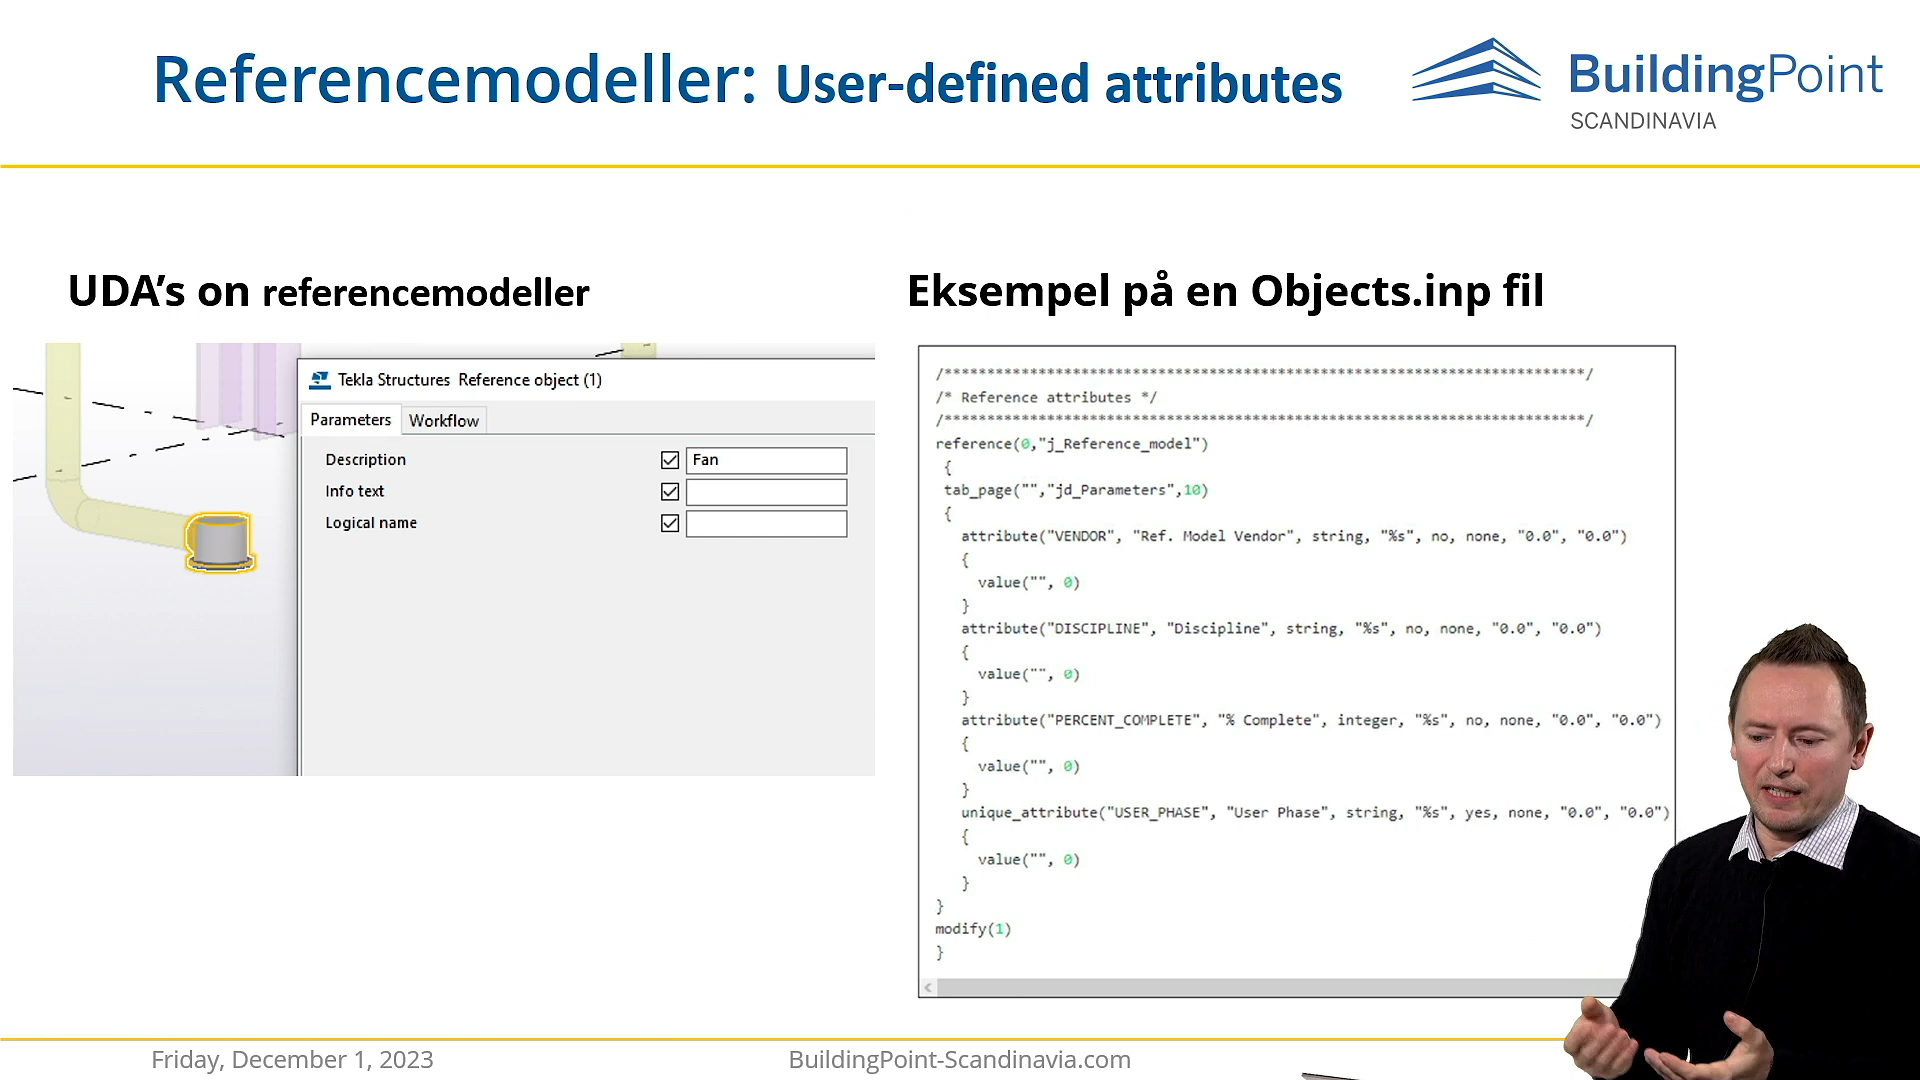 Referencemodeller: User-defined attributes
BuildingPoint
SCANDINAVIA
UDA’s on referencemodeller
Tekla Structures Reference object (1)
Parameters Workflow
Description Fan
Info text
Logical name
Eksempel på en Objects.inp fil
/***************************************************************************/
/* Reference attributes */
/***************************************************************************/
reference(0,"j_Reference_model")
{
tab_page("","jd_Parameters",10)
{
attribute("VENDOR", "Ref. Model Vendor", string, "%s", no, none, "0.0", "0.0")
{
value("", 0)
}
attribute("DISCIPLINE", "Discipline", string, "%s", no, none, "0.0", "0.0")
{
value("", 0)
}
attribute("PERCENT_COMPLETE", "% Complete", integer, "%s", no, none, "0.0", "0.0")
{
value("", 0)
}
unique_attribute("USER_PHASE", "User Phase", string, "%s", yes, none, "0.0", "0.0")
{
value("", 0)
}
}
modify(1)
}
Friday, December 1, 2023
BuildingPoint-Scandinavia.com